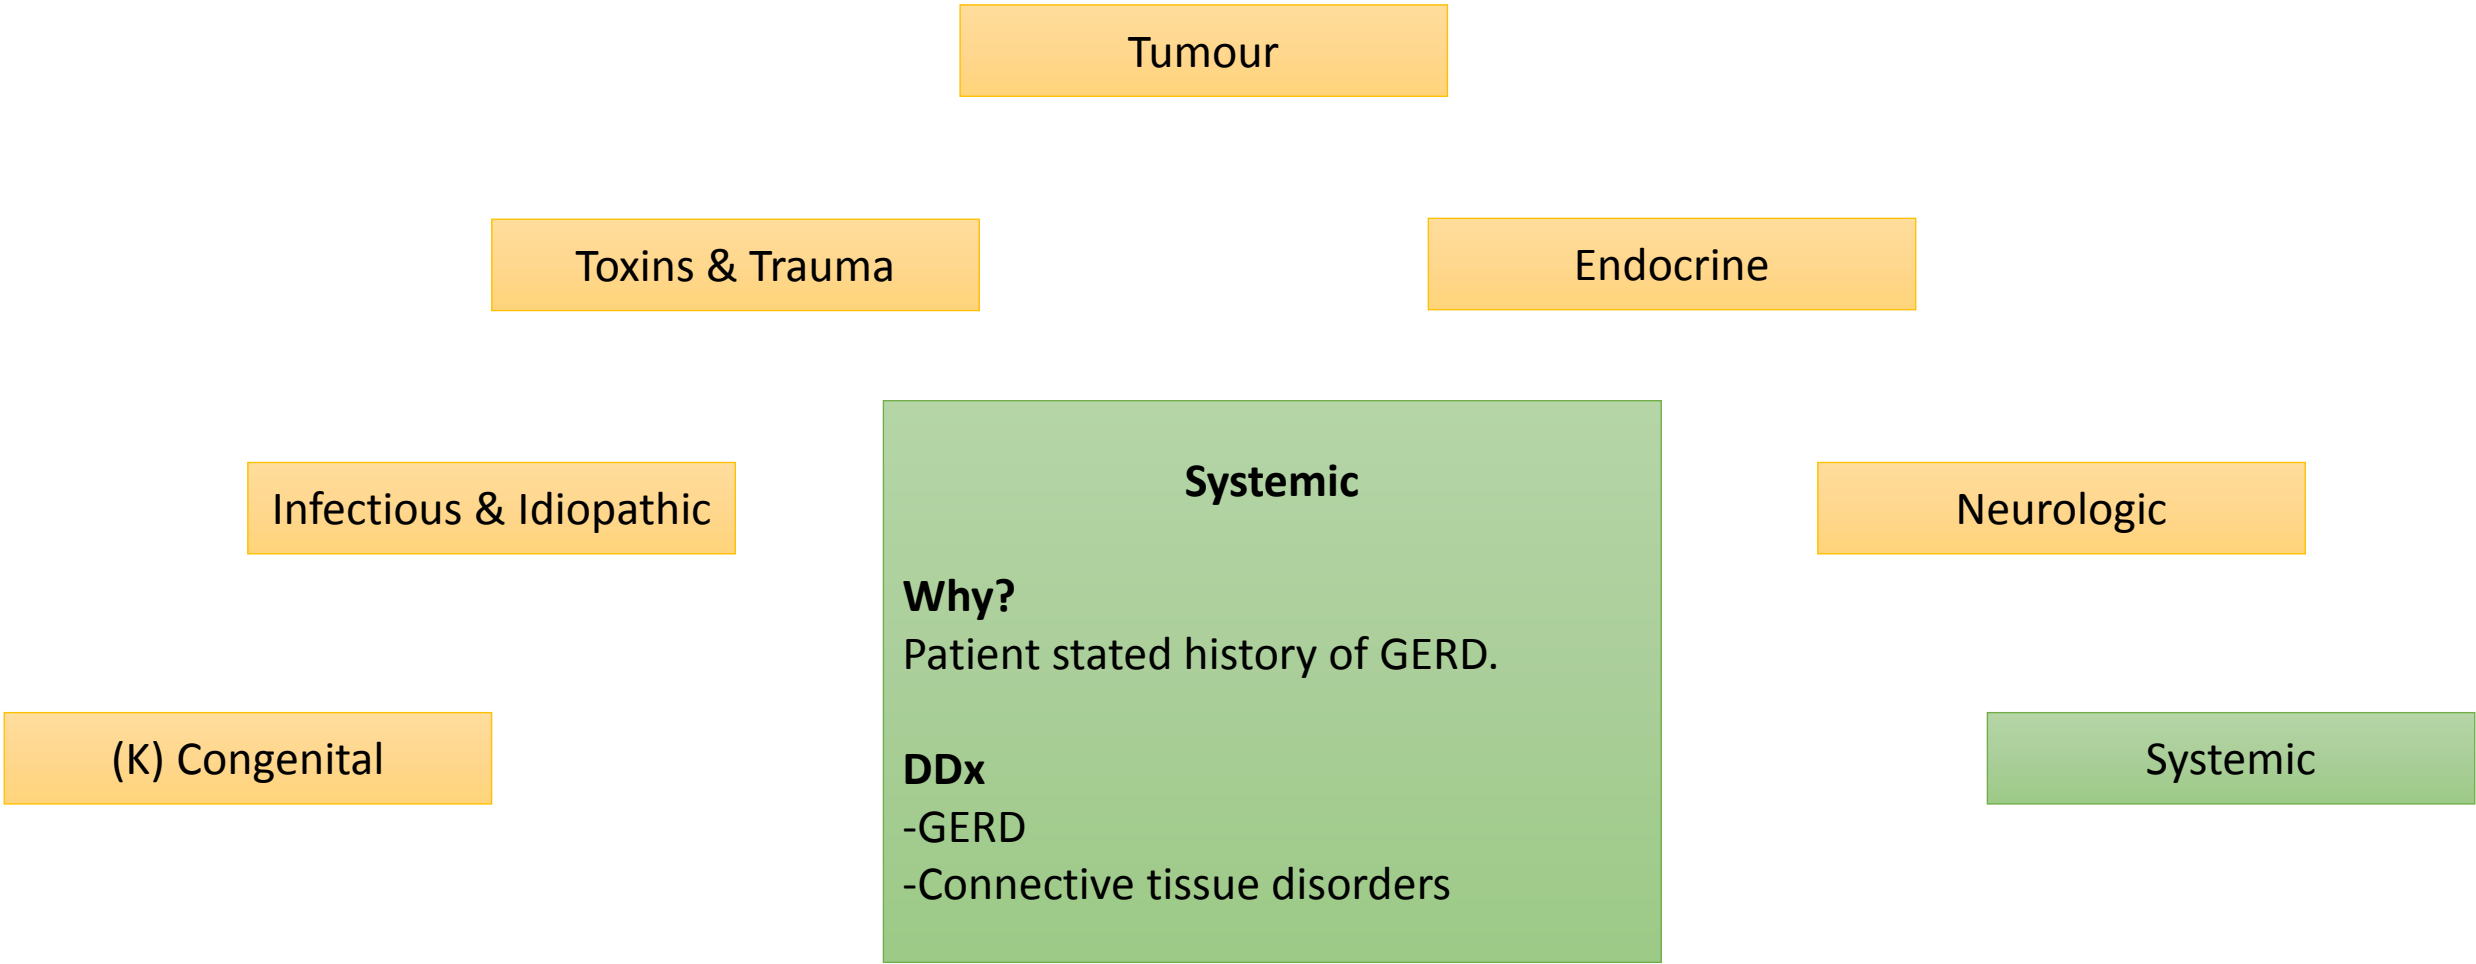 Tumour
Toxins & Trauma
Endocrine
Infectious & Idiopathic
Neurologic
(K) Congenital
Systemic
Why?
Patient stated history of GERD.
DDx
-GERD
-Connective tissue disorders
Systemic